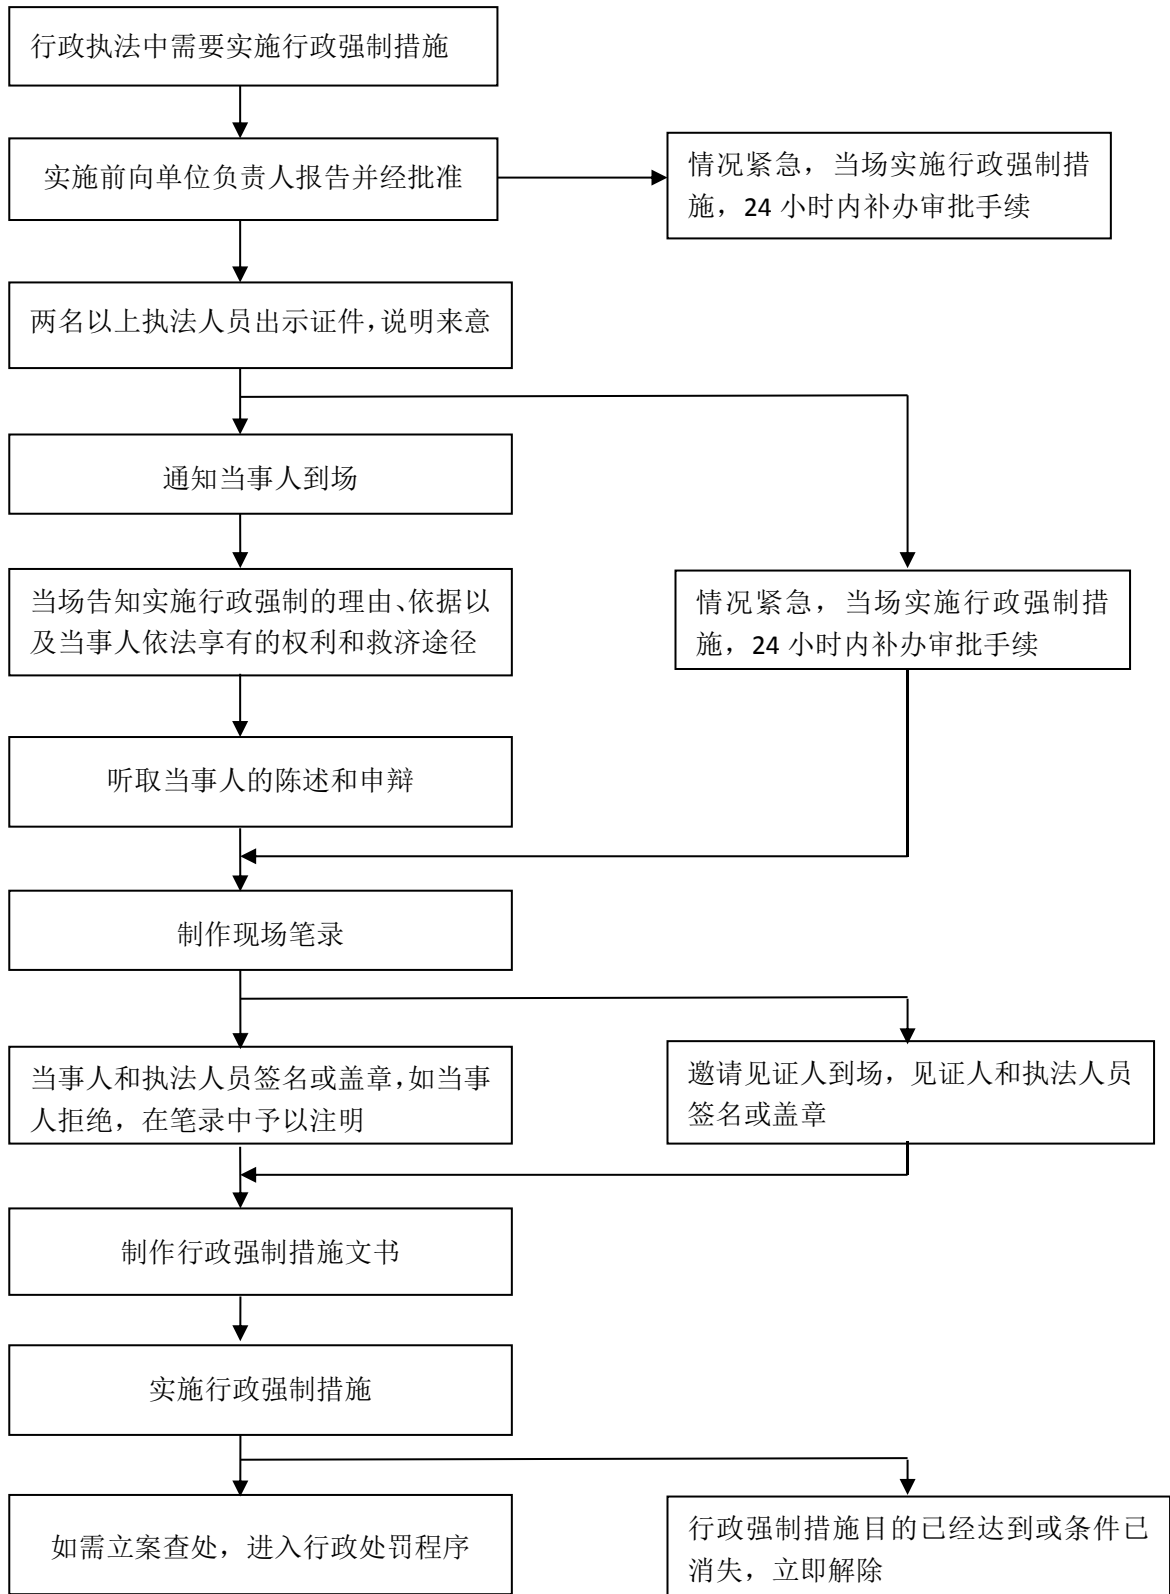 行政执法中需要实施行政强制措施
实施前向单位负责人报告并经批准
情况紧急，当场实施行政强制措
施，24 小时内补办审批手续
两名以上执法人员出示证件，说明来意
通知当事人到场
当场告知实施行政强制的理由、依据以
及当事人依法享有的权利和救济途径
情况紧急，当场实施行政强制措
施，24 小时内补办审批手续
听取当事人的陈述和申辩
制作现场笔录
当事人和执法人员签名或盖章，如当事
人拒绝，在笔录中予以注明
邀请见证人到场，见证人和执法人员
签名或盖章
制作行政强制措施文书
实施行政强制措施
如需立案查处，进入行政处罚程序
行政强制措施目的已经达到或条件已
消失，立即解除